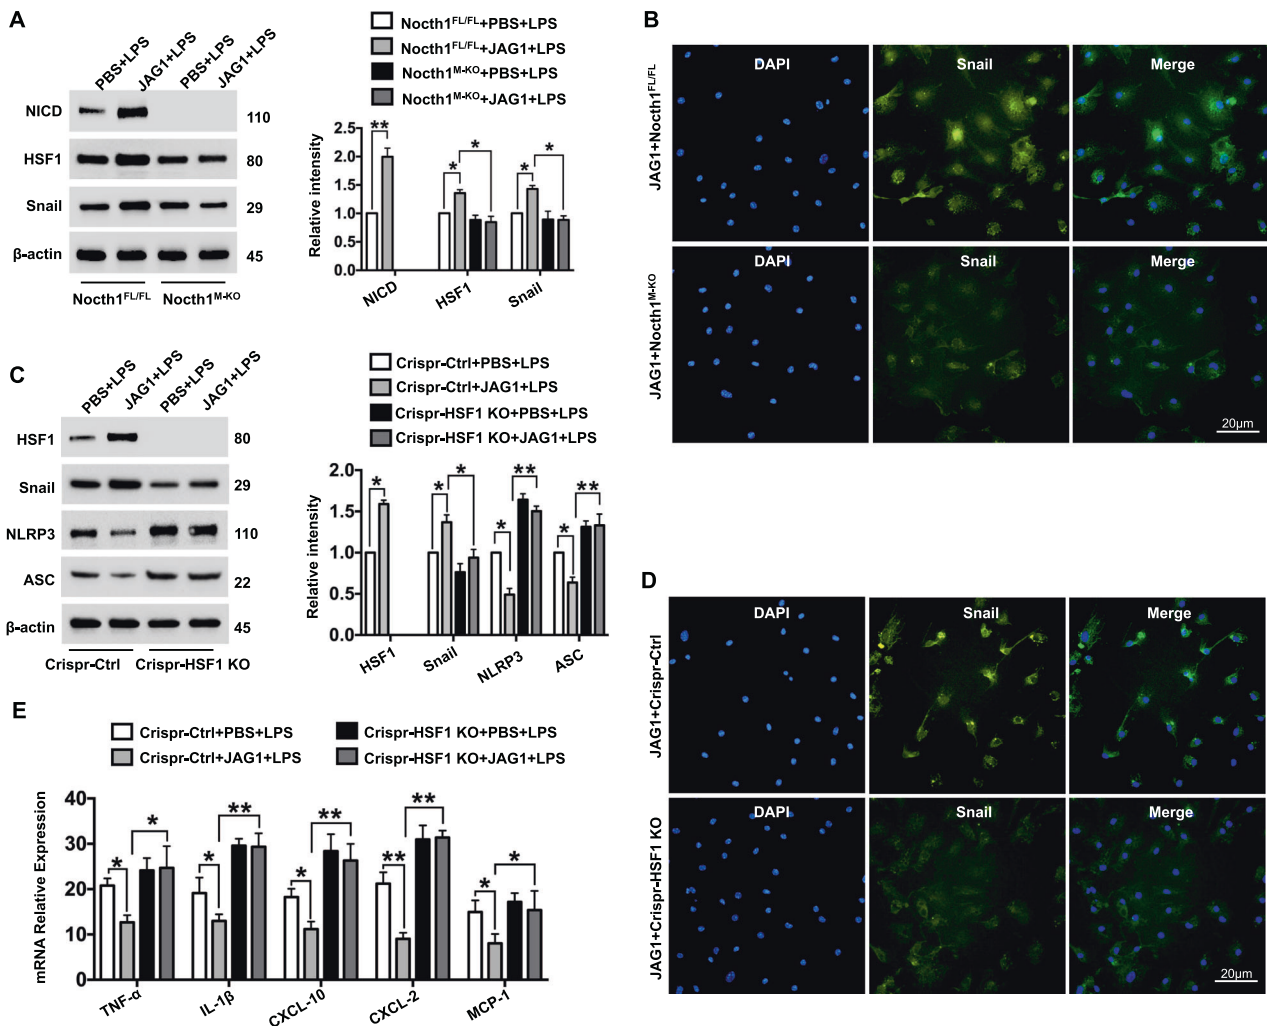 A
PBS+LPS
JAG1+LPS
PBS+LPS
JAG1+LPS
NICD
110
HSF1
80
Snail
29
β-actin
45
Nocth1FL/FL
Nocth1M-KO
Nocth1FL/FL+PBS+LPS
Nocth1FL/FL+JAG1+LPS
Nocth1M-KO+PBS+LPS
Nocth1M-KO+JAG1+LPS
Relative intensity
2.5
2.0
1.5
1.0
0.5
0.0
**
*
*
*
*
NICD
HSF1
Snail
B
JAG1+Nocth1FL/FL
DAPI
Snail
Merge
JAG1+Nocth1M-KO
DAPI
Snail
Merge
20μm
C
PBS+LPS
JAG1+LPS
PBS+LPS
JAG1+LPS
HSF1
80
Snail
29
NLRP3
110
ASC
22
β-actin
45
Crispr-Ctrl
Crispr-HSF1 KO
Crispr-Ctrl+PBS+LPS
Crispr-Ctrl+JAG1+LPS
Crispr-HSF1 KO+PBS+LPS
Crispr-HSF1 KO+JAG1+LPS
Relative intensity
2.0
1.5
1.0
0.5
0.0
*
*
*
*
**
*
**
HSF1
Snail
NLRP3
ASC
D
JAG1+Crispr-Ctrl
DAPI
Snail
Merge
JAG1+Crispr-HSF1 KO
DAPI
Snail
Merge
20μm
E
Crispr-Ctrl+PBS+LPS
Crispr-HSF1 KO+PBS+LPS
Crispr-Ctrl+JAG1+LPS
Crispr-HSF1 KO+JAG1+LPS
mRNA Relative Expression
40
30
20
10
0
*
*
*
**
*
**
**
**
*
*
TNF-α
IL-1β
CXCL-10
CXCL-2
MCP-1